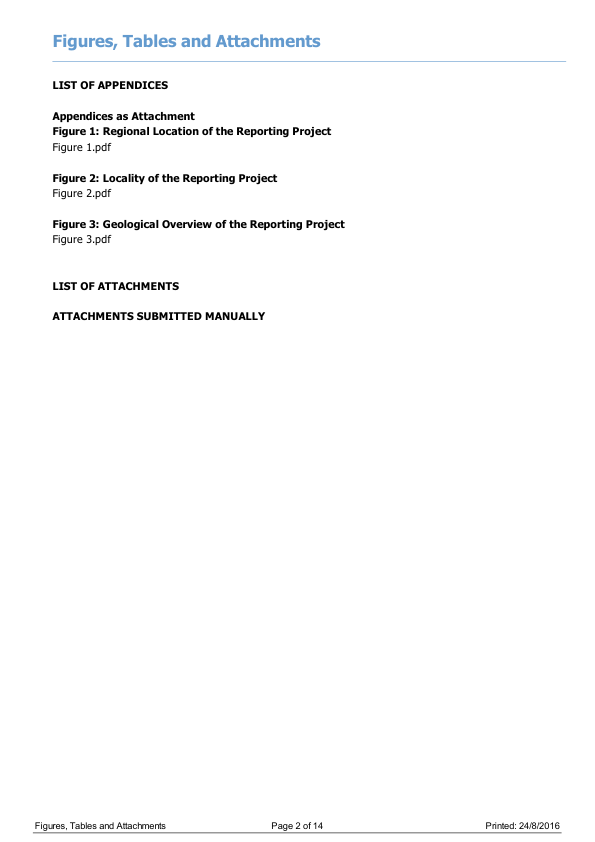 Figures, Tables and Attachments
LIST OF APPENDICES
Appendices as Attachment
Figure 1: Regional Location of the Reporting Project
Figure 1.pdf
Figure 2: Locality of the Reporting Project
Figure 2.pdf
Figure 3: Geological Overview of the Reporting Project
Figure 3.pdf
LIST OF ATTACHMENTS
ATTACHMENTS SUBMITTED MANUALLY
Figures, Tables and Attachments Page 2 of 14 Printed: 24/8/2016